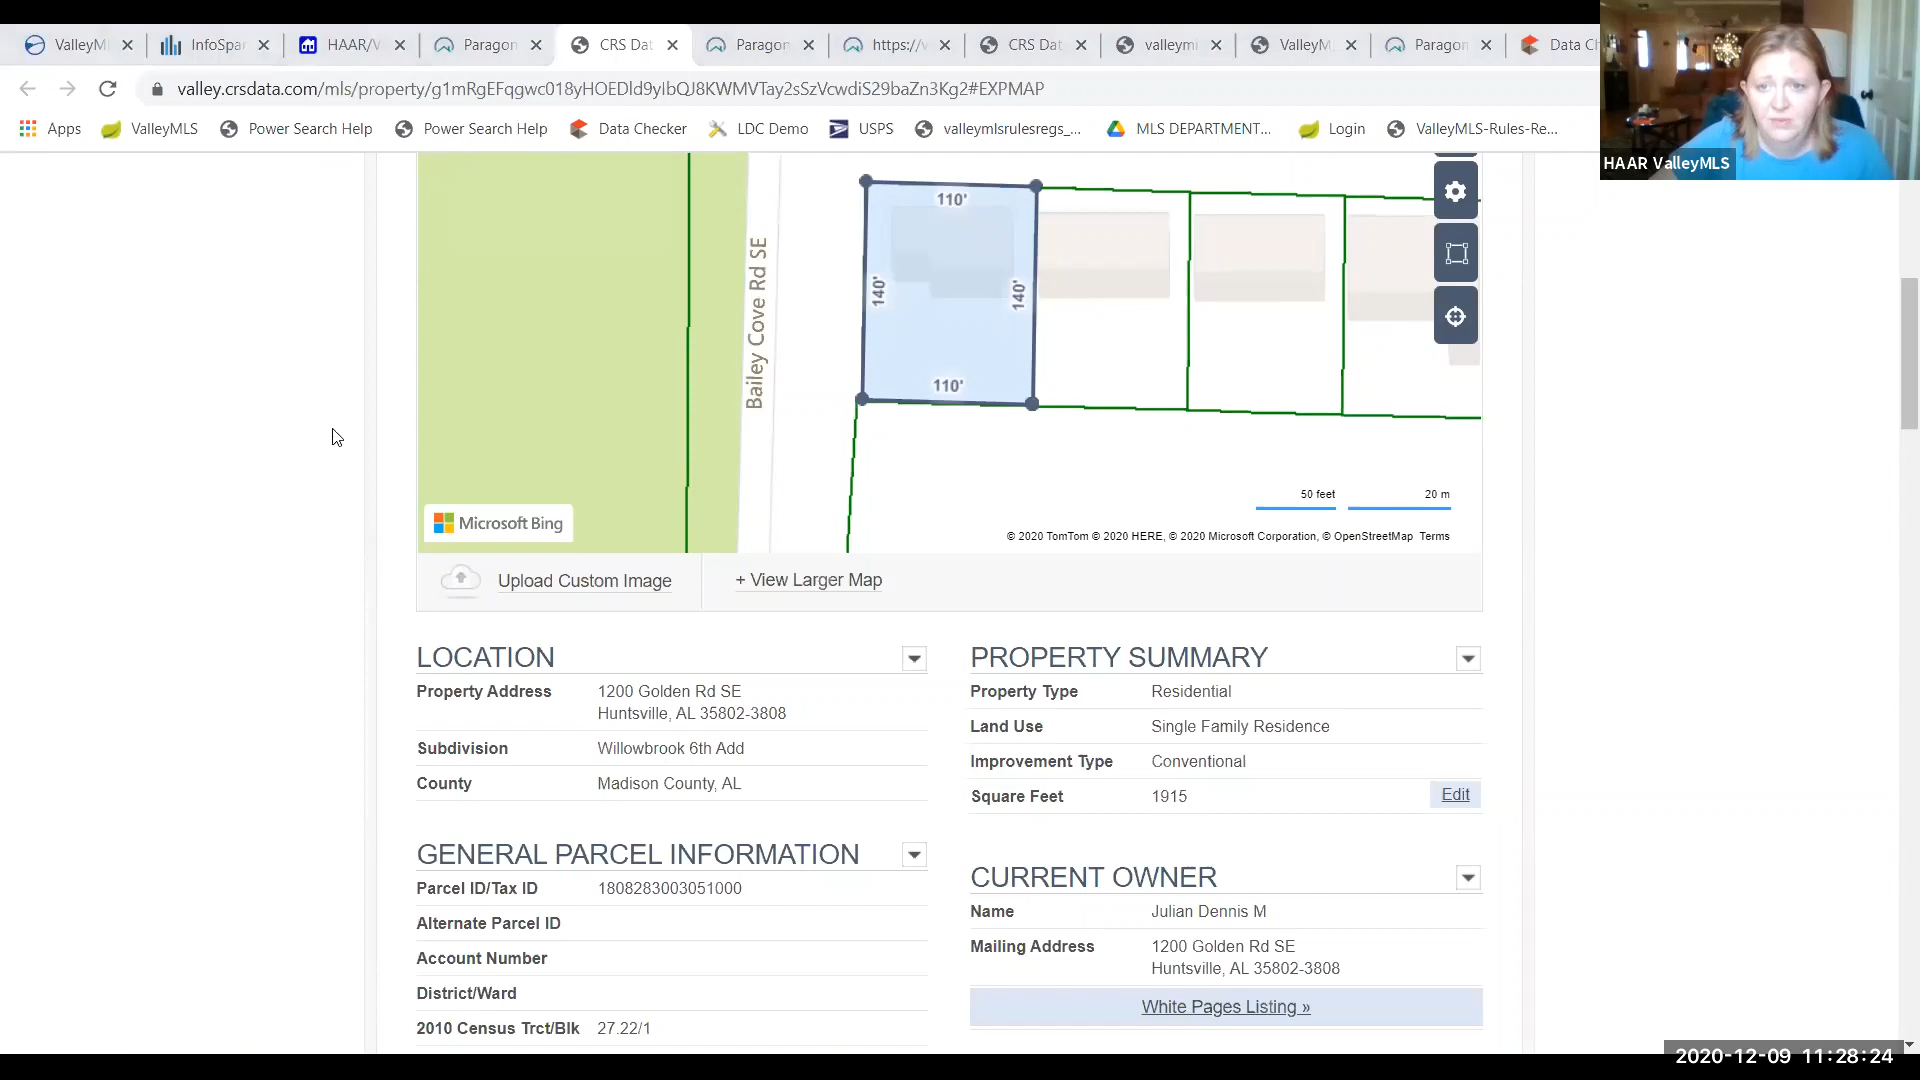 ValleyM
InfoSpar
HAAR/V
Paragon
CRS Dat
Paragon
https://v
CRS Dat
valleymi
ValleyM
Paragon
Data Ch
valley.crsdata.com/mls/property/g1mRgEFqgwc018yHOEDld9ylbQJ8KWMVTay2sSzVcwdiS29baZn3Kg2#EXPMAP
Apps
ValleyMLS
Power Search Help
Power Search Help
Data Checker
LDC Demo
USPS
valleymlsrulesregs_...
MLS DEPARTMENT...
Login
ValleyMLS-Rules-Re...
HAAR ValleyMLS
110'
140'
140'
110'
Bailey Cove Rd SE
50 feet
20 m
Microsoft Bing
© 2020 TomTom © 2020 HERE, © 2020 Microsoft Corporation, © OpenStreetMap Terms
Upload Custom Image
+ View Larger Map
LOCATION
Property Address 1200 Golden Rd SE
Huntsville, AL 35802-3808
Subdivision Willowbrook 6th Add
County Madison County, AL
GENERAL PARCEL INFORMATION
Parcel ID/Tax ID 1808283003051000
Alternate Parcel ID
Account Number
District/Ward
2010 Census Trct/Blk 27.22/1
PROPERTY SUMMARY
Property Type Residential
Land Use Single Family Residence
Improvement Type Conventional
Square Feet 1915 Edit
CURRENT OWNER
Name Julian Dennis M
Mailing Address 1200 Golden Rd SE
Huntsville, AL 35802-3808
White Pages Listing »
2020-12-09 11:28:24